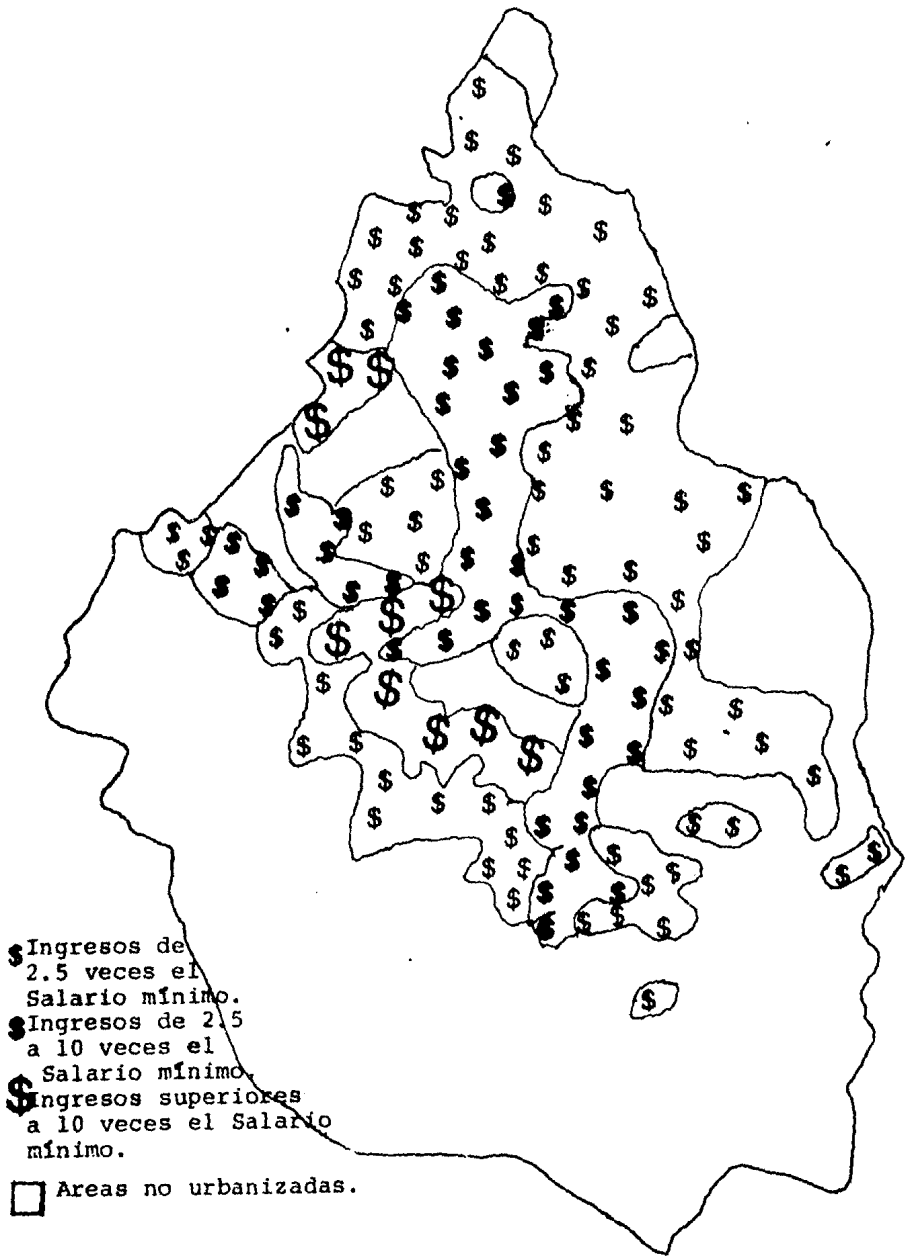 $ Ingresos de
2.5 veces el
Salario mínimo.
$ Ingresos de 2.5
a 10 veces el
Salario mínimo.
$ Ingresos superiores
a 10 veces el Salario
mínimo.
Areas no urbanizadas.